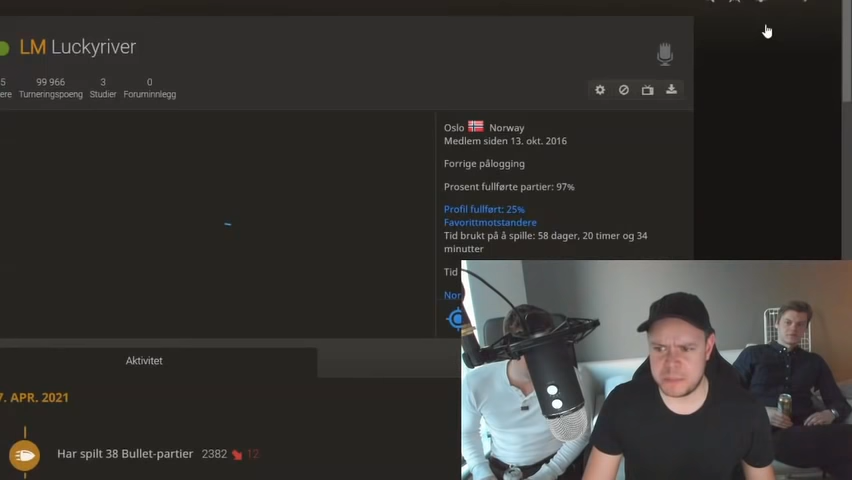 LM Luckyriver
5 99 966 3 0
ere Turneringspoeng Studier Foruminnlegg
Oslo Norway
Medlem siden 13. okt. 2016
Forrige pålogging
Prosent fullførte partier: 97%
Profil fullført: 25%
Favorittmotstandere
Tid brukt på å spille: 58 dager, 20 timer og 34
minutter
Tid
Nor
Aktivitet
7. APR. 2021
Har spilt 38 Bullet-partier 2382 12